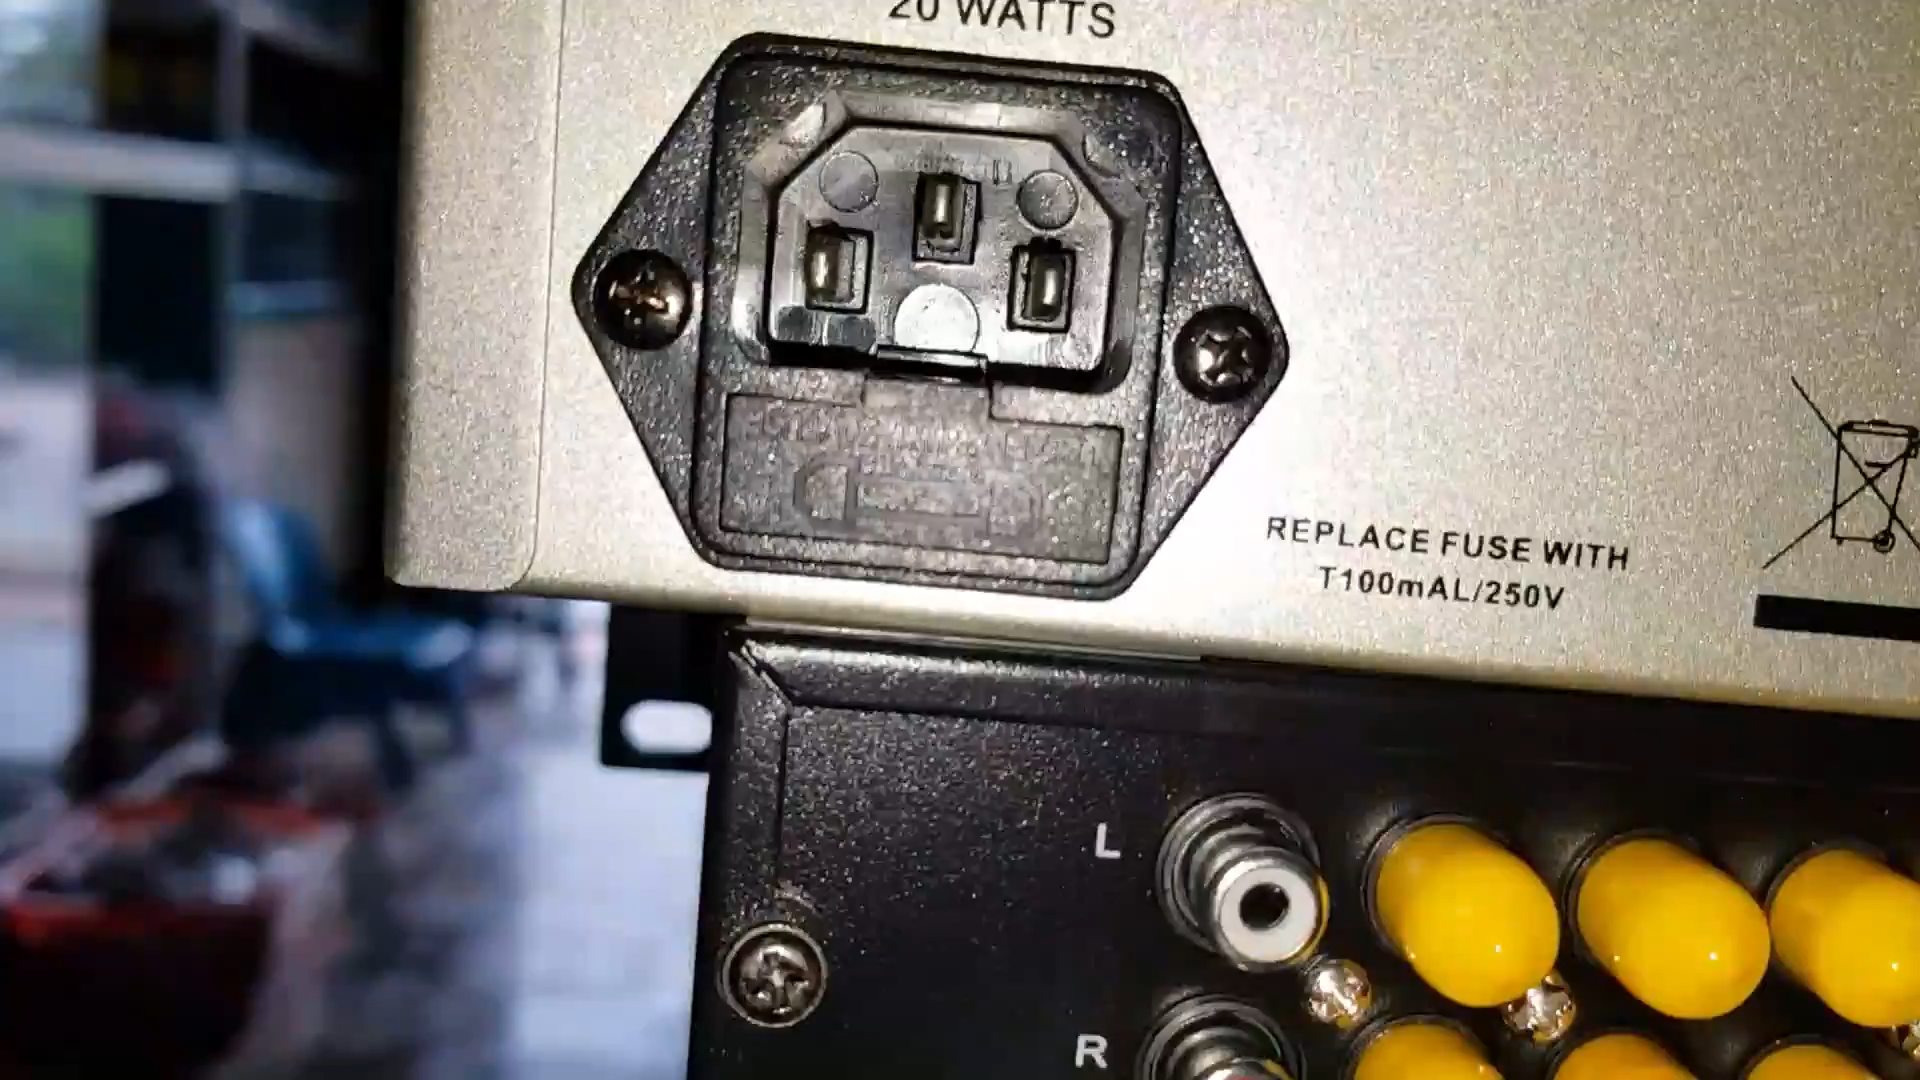 20 WATTS
REPLACE FUSE WITH
T100mAL/250V
L
R